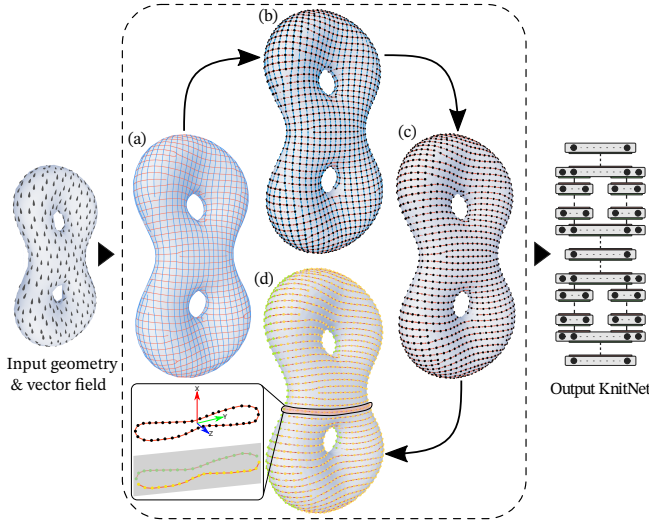 (b)
(a)
(c)
(d)
Input geometry
& vector field
Output KnitNet
X
Y
Z